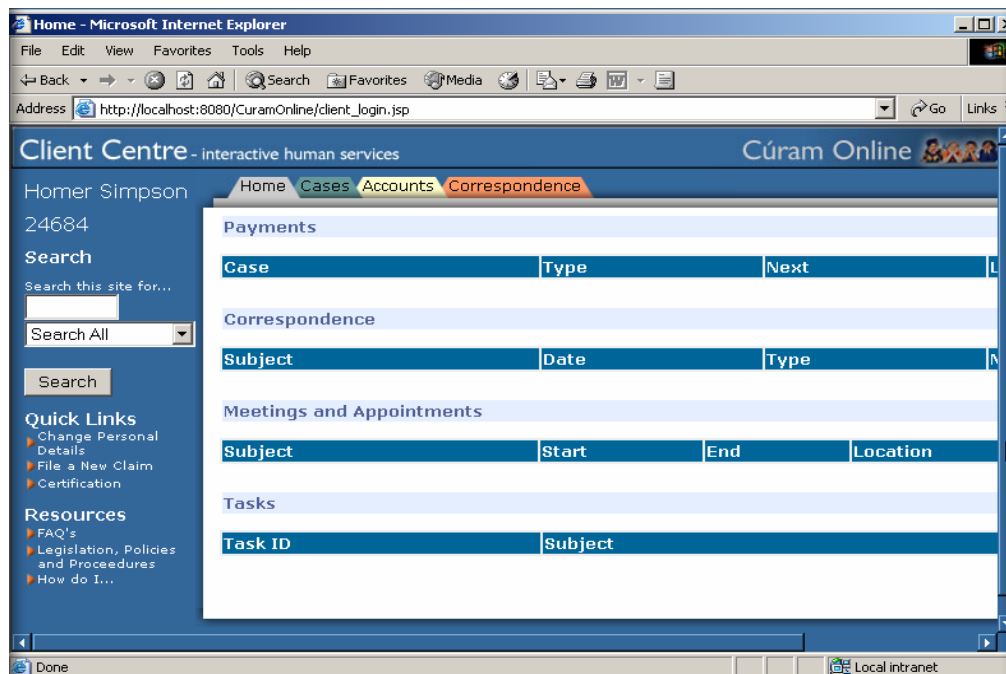 Home - Microsoft Internet Explorer
File Edit View Favorites Tools Help
Back Search Favorites Media
Address http://localhost:8080/CuramOnline/client_login.jsp Go Links
Client Centre - interactive human services Cúram Online
Homer Simpson
24684
Home Cases Accounts Correspondence
Search
Search this site for...
Search All
Search
Quick Links
Change Personal
Details
File a New Claim
Certification
Resources
FAQ's
Legislation, Policies
and Proceedures
How do I...
Payments
Case Type Next
Correspondence
Subject Date Type
Meetings and Appointments
Subject Start End Location
Tasks
Task ID Subject
Done Local intranet